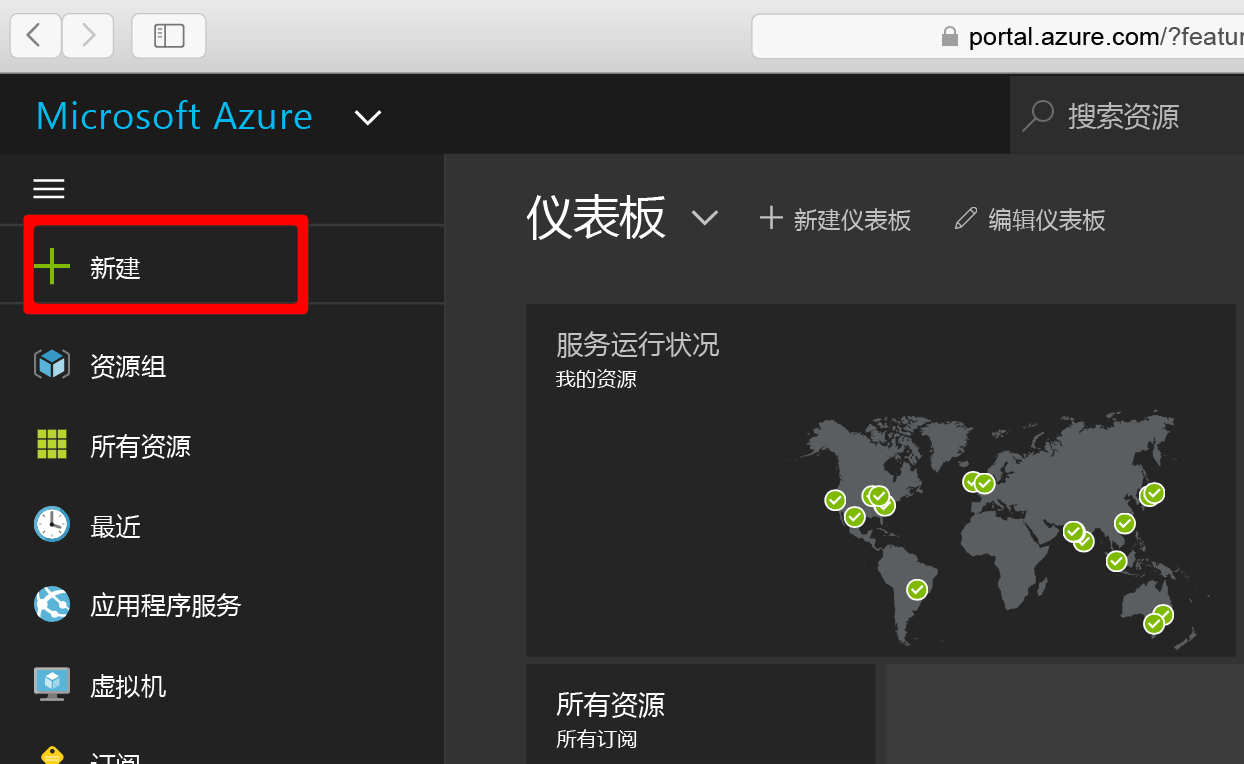 portal.azure.com/?featur
Microsoft Azure
搜索资源
仪表板
新建仪表板
编辑仪表板
新建
资源组
所有资源
最近
应用程序服务
虚拟机
订阅
服务运行状况
我的资源
所有资源
所有订阅